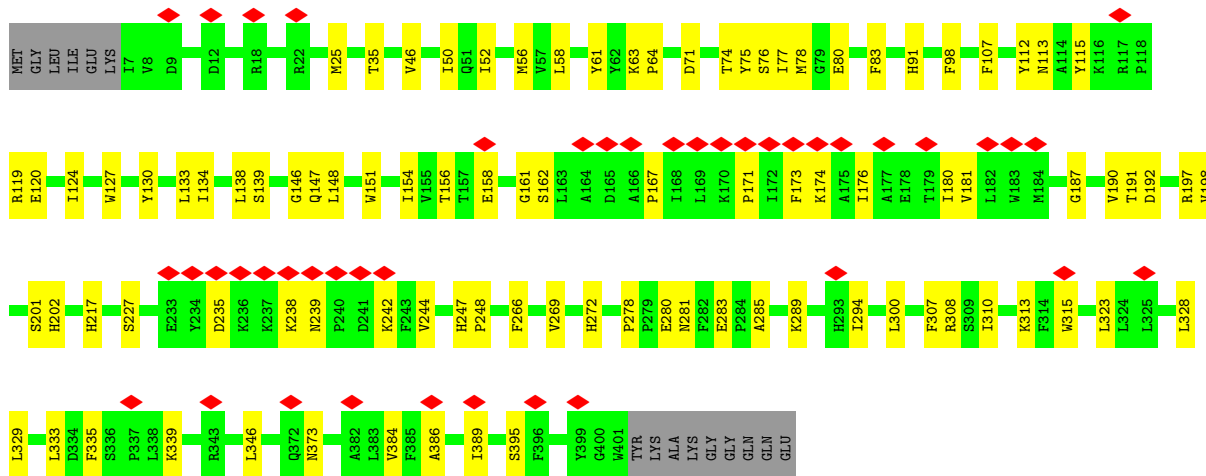 MET GLY LEU ILE GLU LYS I7 V8 D9 D12 R18 R22 M25 T35 V46 I50 Q51 I52 M56 V57 L58 Y61 Y62 K63 P64 D71 T74 Y75 S76 I77 M78 G79 E80 F83 H91 F98 F107 Y112 N113 A114 Y115 K116 R117 P118
R119 E120 I124 W127 Y130 L133 I134 L138 S139 G146 Q147 L148 W151 I154 V155 T156 T157 E158 G161 S162 L163 A164 D165 A166 P167 I168 L169 K170 P171 I172 F173 K174 A175 I176 A177 E178 T179 I180 V181 L182 W183 M184 G187 V190 T191 D192 R197 V198
S201 H202 H217 S227 E233 Y234 D235 K236 K237 K238 N239 P240 D241 K242 F243 V244 H247 P248 F266 V269 H272 P278 P279 E280 N281 F282 E283 P284 A285 K289 H293 I294 L300 F307 R308 S309 I310 K313 F314 W315 L323 L324 L325 L328
L329 L333 D334 F335 S336 P337 L338 K339 R343 L346 Q372 N373 A382 L383 V384 F385 A386 I389 S395 F396 Y399 G400 W401 TYR LYS ALA LYS GLY GLY GLN GLN GLU